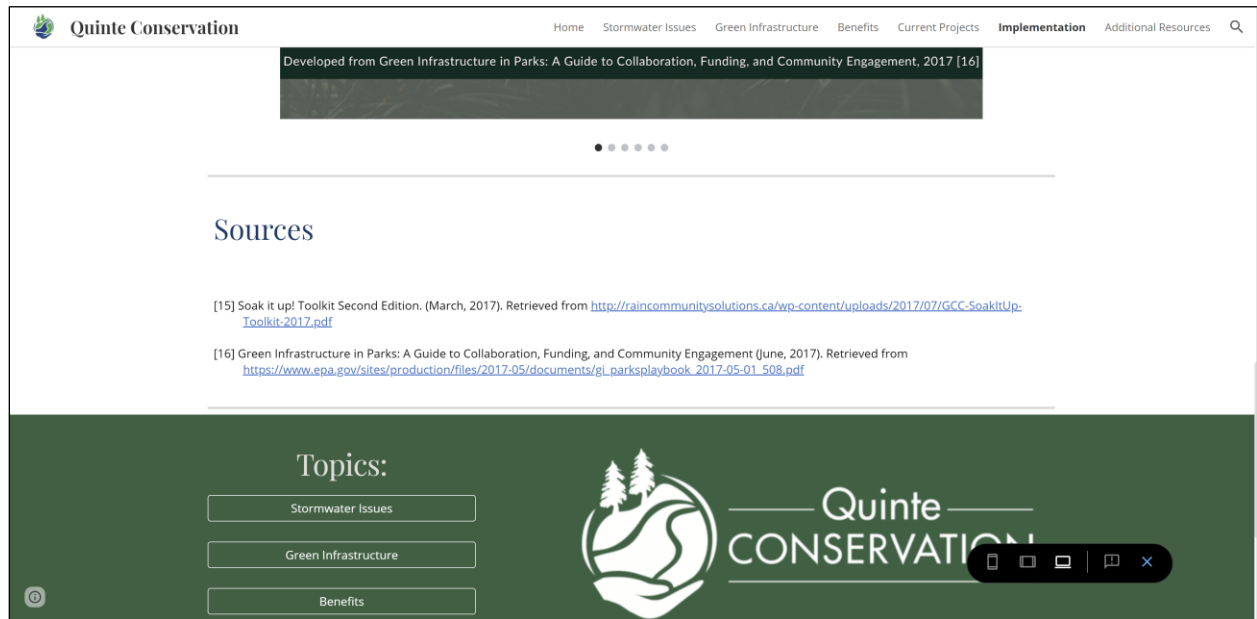 Quinte Conservation
Home Stormwater Issues Green Infrastructure Benefits Current Projects Implementation Additional Resources
Developed from Green Infrastructure in Parks: A Guide to Collaboration, Funding, and Community Engagement, 2017 [16]
Sources
[15] Soak it up! Toolkit Second Edition. (March, 2017). Retrieved from http://raincommunitysolutions.ca/wp-content/uploads/2017/07/GCC-SoakItUp-
Toolkit-2017.pdf
[16] Green Infrastructure in Parks: A Guide to Collaboration, Funding, and Community Engagement (June, 2017). Retrieved from
https://www.epa.gov/sites/production/files/2017-05/documents/gi_parksplaybook_2017-05-01_508.pdf
Topics:
Stormwater Issues
Green Infrastructure
Benefits
Quinte
CONSERVATION